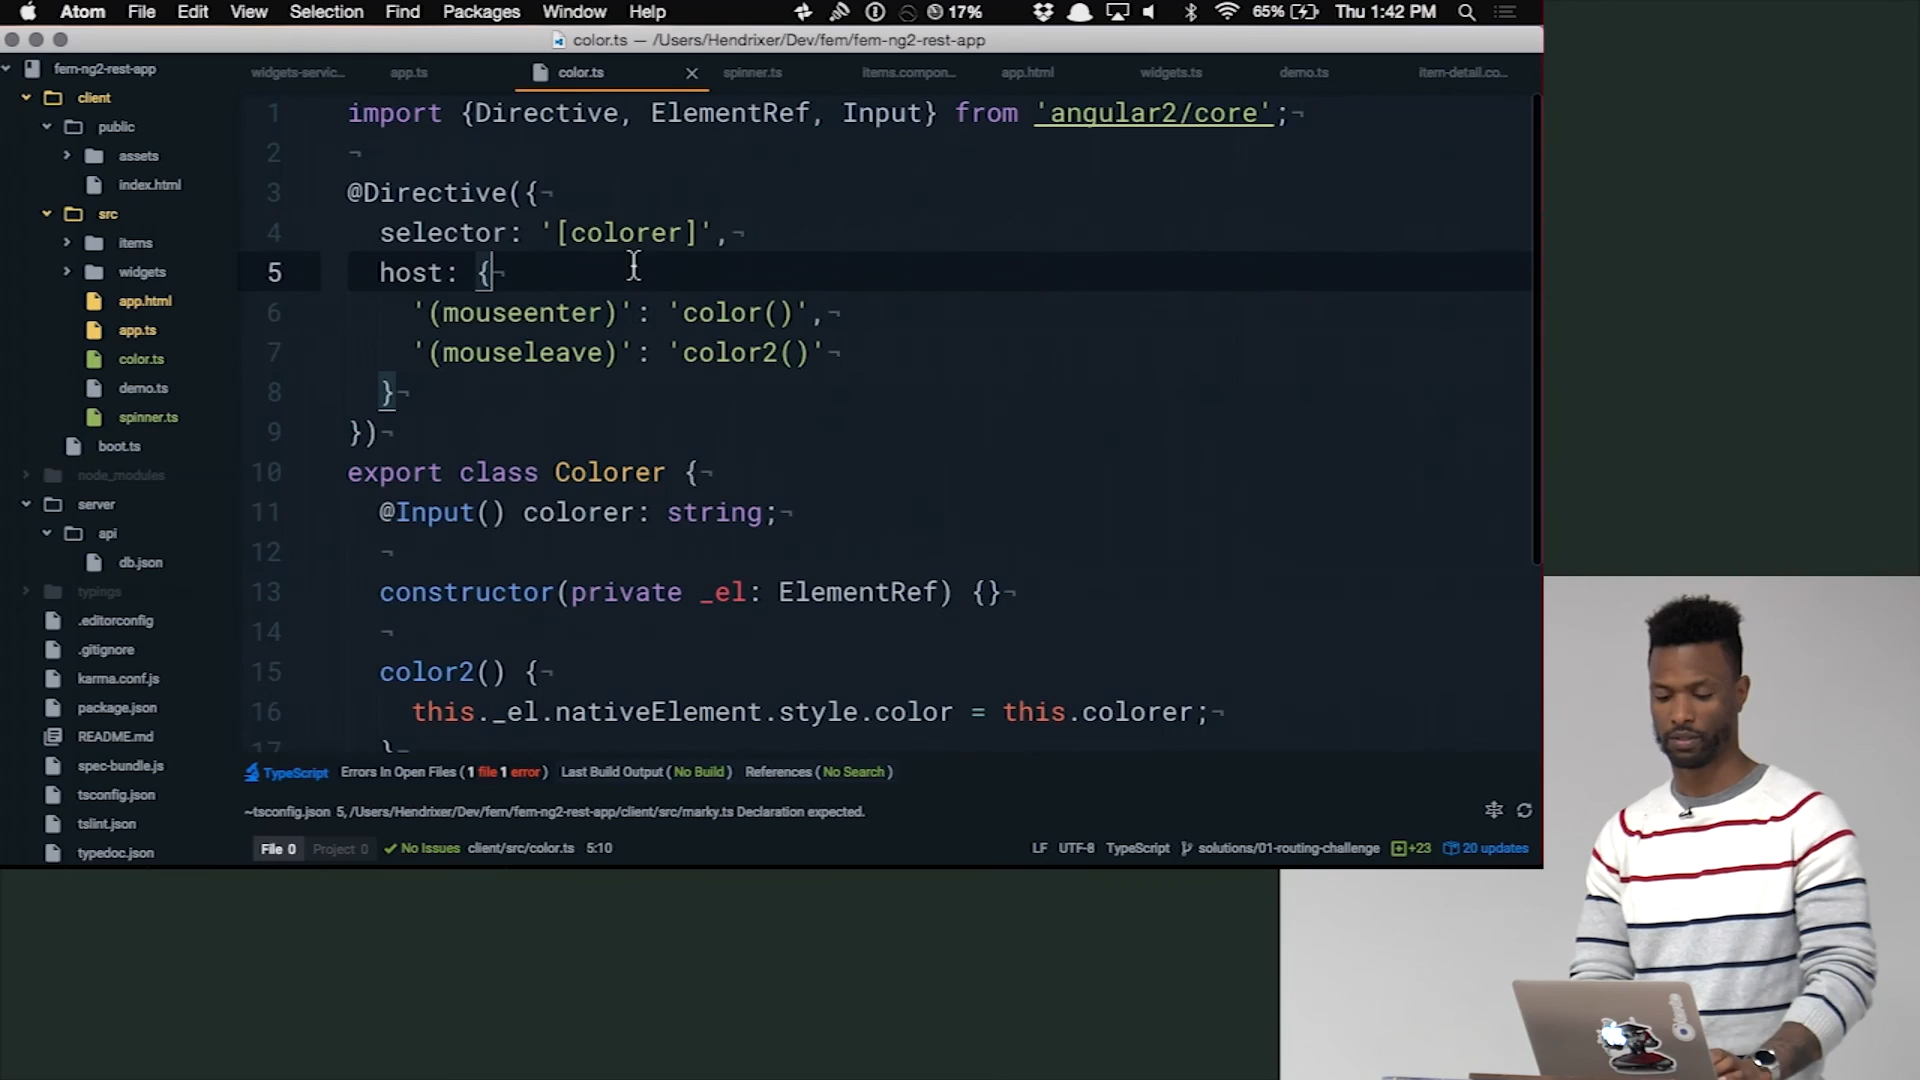 Atom File Edit View Selection Find Packages Window Help 17% 65% Thu 1:42 PM
color.ts — /Users/Hendrixer/Dev/fem/fem-ng2-rest-app
fem-ng2-rest-app
client
public
assets
index.html
src
items
widgets
app.html
app.ts
color.ts
demo.ts
spinner.ts
boot.ts
node_modules
server
api
db.json
typings
.editorconfig
.gitignore
karma.conf.js
package.json
README.md
spec-bundle.js
tsconfig.json
tslint.json
typedoc.json
widgets-servic... app.ts color.ts spinner.ts items.compon... app.html widgets.ts demo.ts item-detail.co...
1 import {Directive, ElementRef, Input} from 'angular2/core';¬
2 ¬
3 @Directive({¬
4 selector: '[colorer]',¬
5 host: {¬
6 '(mouseenter)': 'color()',¬
7 '(mouseleave)': 'color2()'¬
8 }¬
9 })¬
10 export class Colorer {¬
11 @Input() colorer: string;¬
12 ¬
13 constructor(private _el: ElementRef) {}¬
14 ¬
15 color2() {¬
16 this._el.nativeElement.style.color = this.colorer;¬
17 }¬
TypeScript Errors In Open Files ( 1 file 1 error ) Last Build Output ( No Build ) References ( No Search )
~tsconfig.json 5, /Users/Hendrixer/Dev/fem/fem-ng2-rest-app/client/src/marky.ts Declaration expected.
File 0 Project 0 No Issues client/src/color.ts 5:10 LF UTF-8 TypeScript solutions/01-routing-challenge +23 20 updates